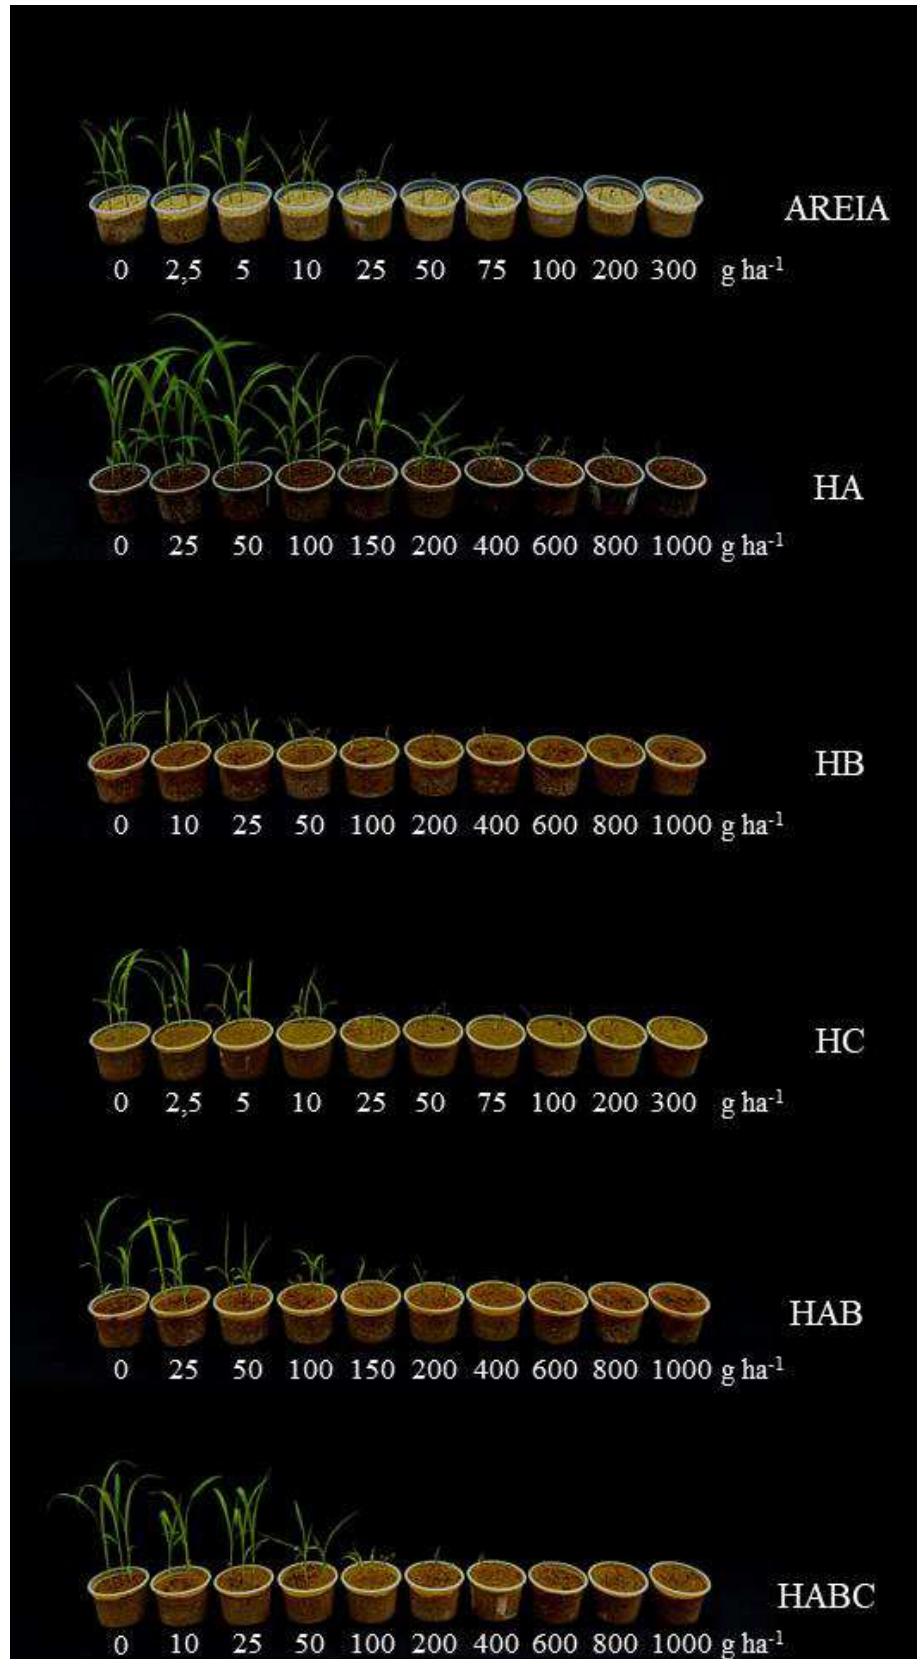 AREIA
0 2,5 5 10 25 50 75 100 200 300 g ha⁻¹
HA
0 25 50 100 150 200 400 600 800 1000 g ha⁻¹
HB
0 10 25 50 100 200 400 600 800 1000 g ha⁻¹
HC
0 2,5 5 10 25 50 75 100 200 300 g ha⁻¹
HAB
0 25 50 100 150 200 400 600 800 1000 g ha⁻¹
HABC
0 10 25 50 100 200 400 600 800 1000 g ha⁻¹